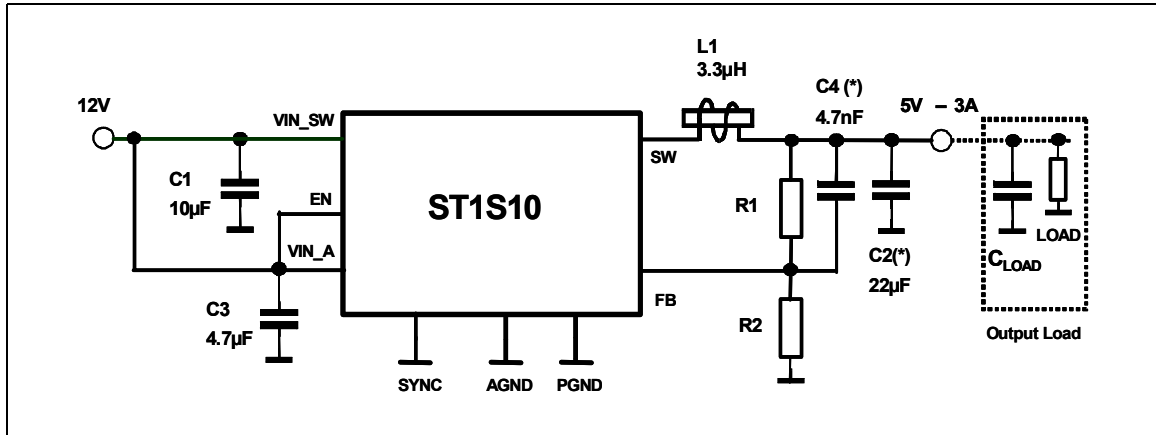 L1
3.3µH
C4 (*)
4.7nF
5V – 3A
12V
VIN_SW
SW
C1
10µF
EN
ST1S10
R1
VIN_A
LOAD
C2(*)
22µF
CLOAD
C3
4.7µF
FB
R2
Output Load
SYNC
AGND
PGND